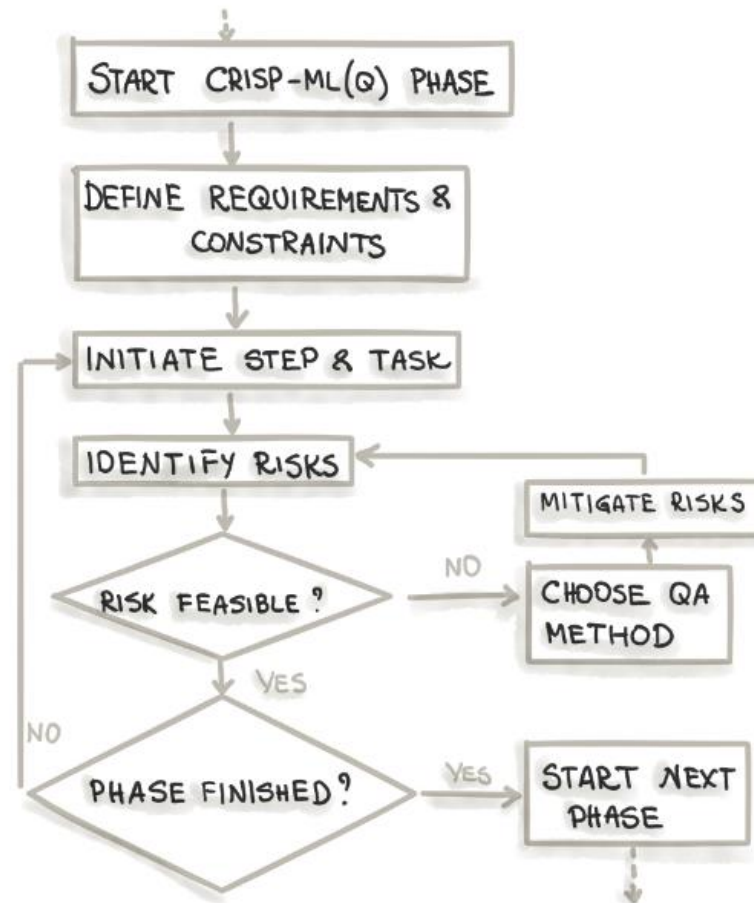 START CRISP-ML(Q) PHASE
DEFINE REQUIREMENTS &
CONSTRAINTS
INITIATE STEP & TASK
IDENTIFY RISKS
MITIGATE RISKS
RISK FEASIBLE?
NO
CHOOSE QA
METHOD
YES
NO
PHASE FINISHED?
YES
START NEXT
PHASE